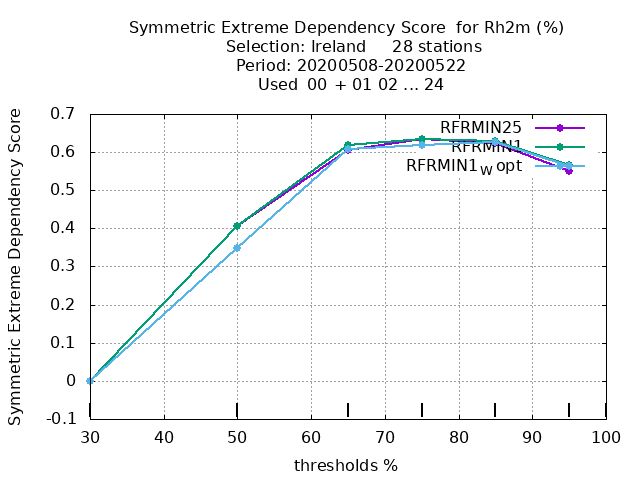 Symmetric Extreme Dependency Score  for Rh2m (%)
Selection: Ireland     28 stations
Period: 20200508-20200522
Used  00 + 01 02 ... 24
Symmetric Extreme Dependency Score
0.7
0.6
0.5
0.4
0.3
0.2
0.1
0
-0.1
RFRMIN25
RFRMIN1
RFRMIN1W opt
30 40 50 60 70 80 90 100
thresholds %